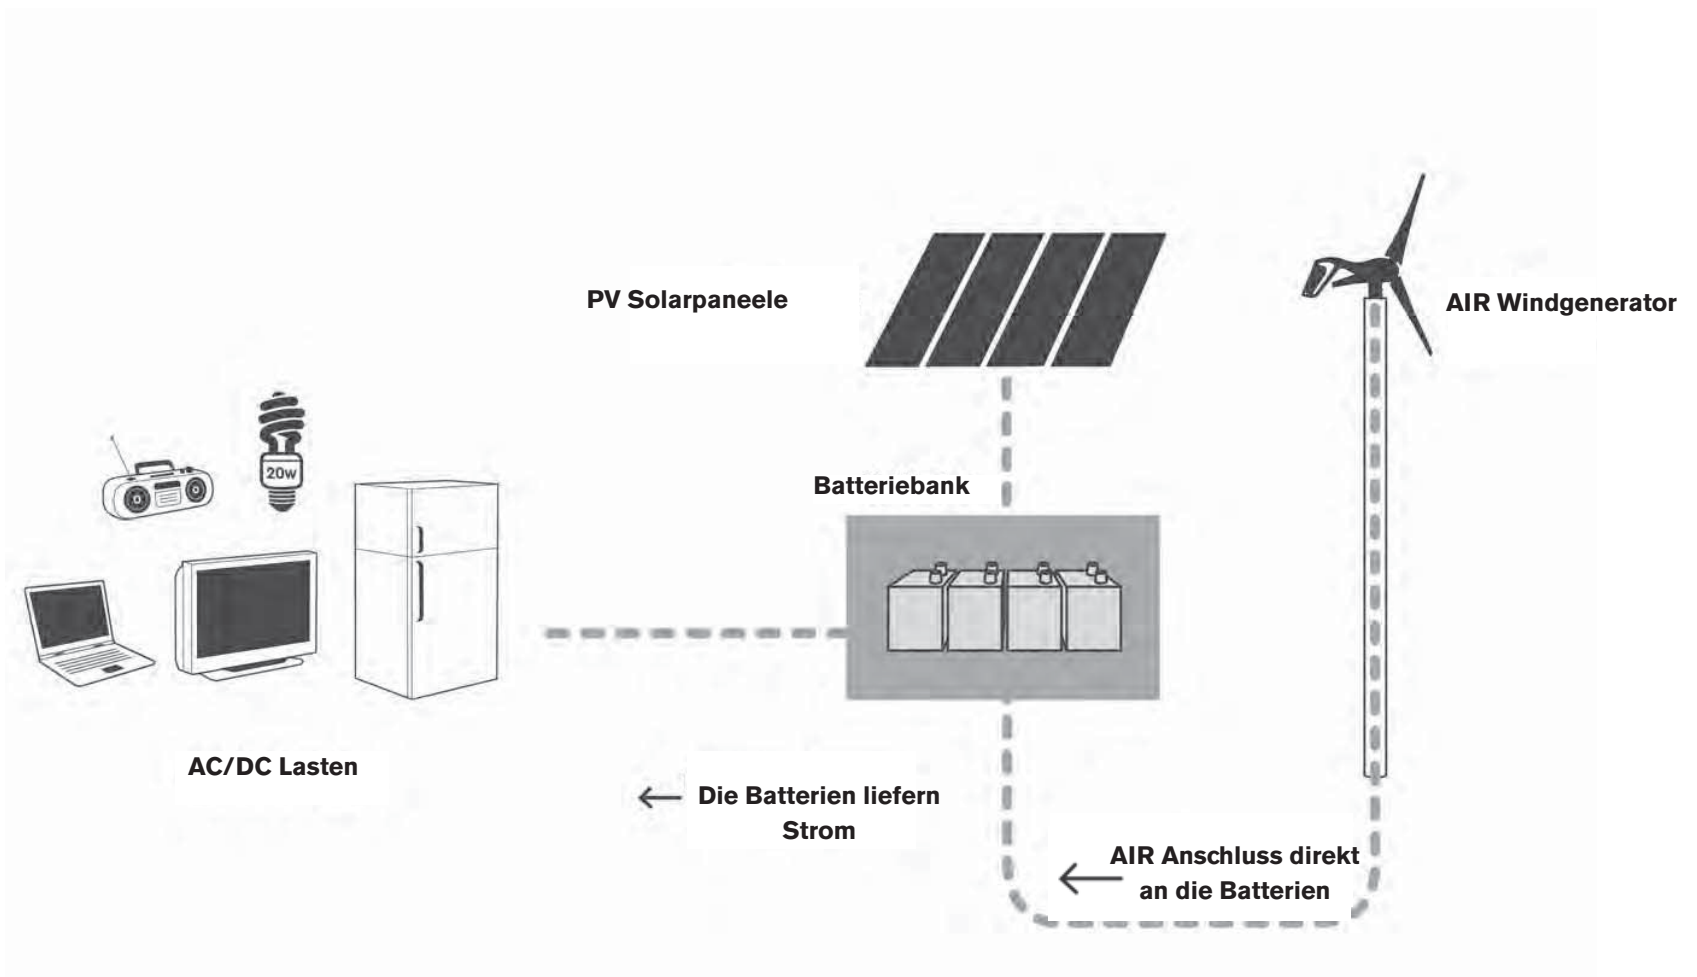 PV Solarpaneele
AIR Windgenerator
20w
Batteriebank
AC/DC Lasten
Die Batterien liefern
Strom
AIR Anschluss direkt
an die Batterien